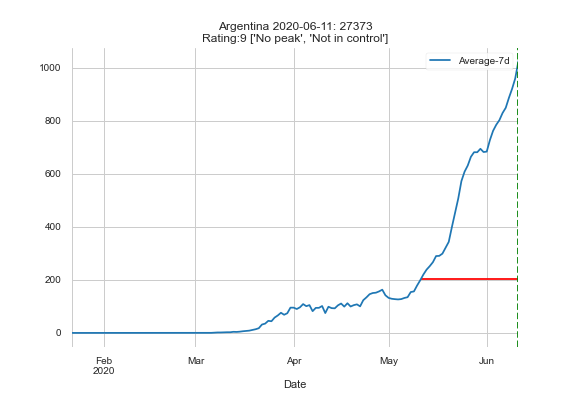 Argentina 2020-06-11: 27373
Rating:9 ['No peak', 'Not in control']
Average-7d
1000
800
600
400
200
0
Feb
2020
Mar
Apr
May
Jun
Date